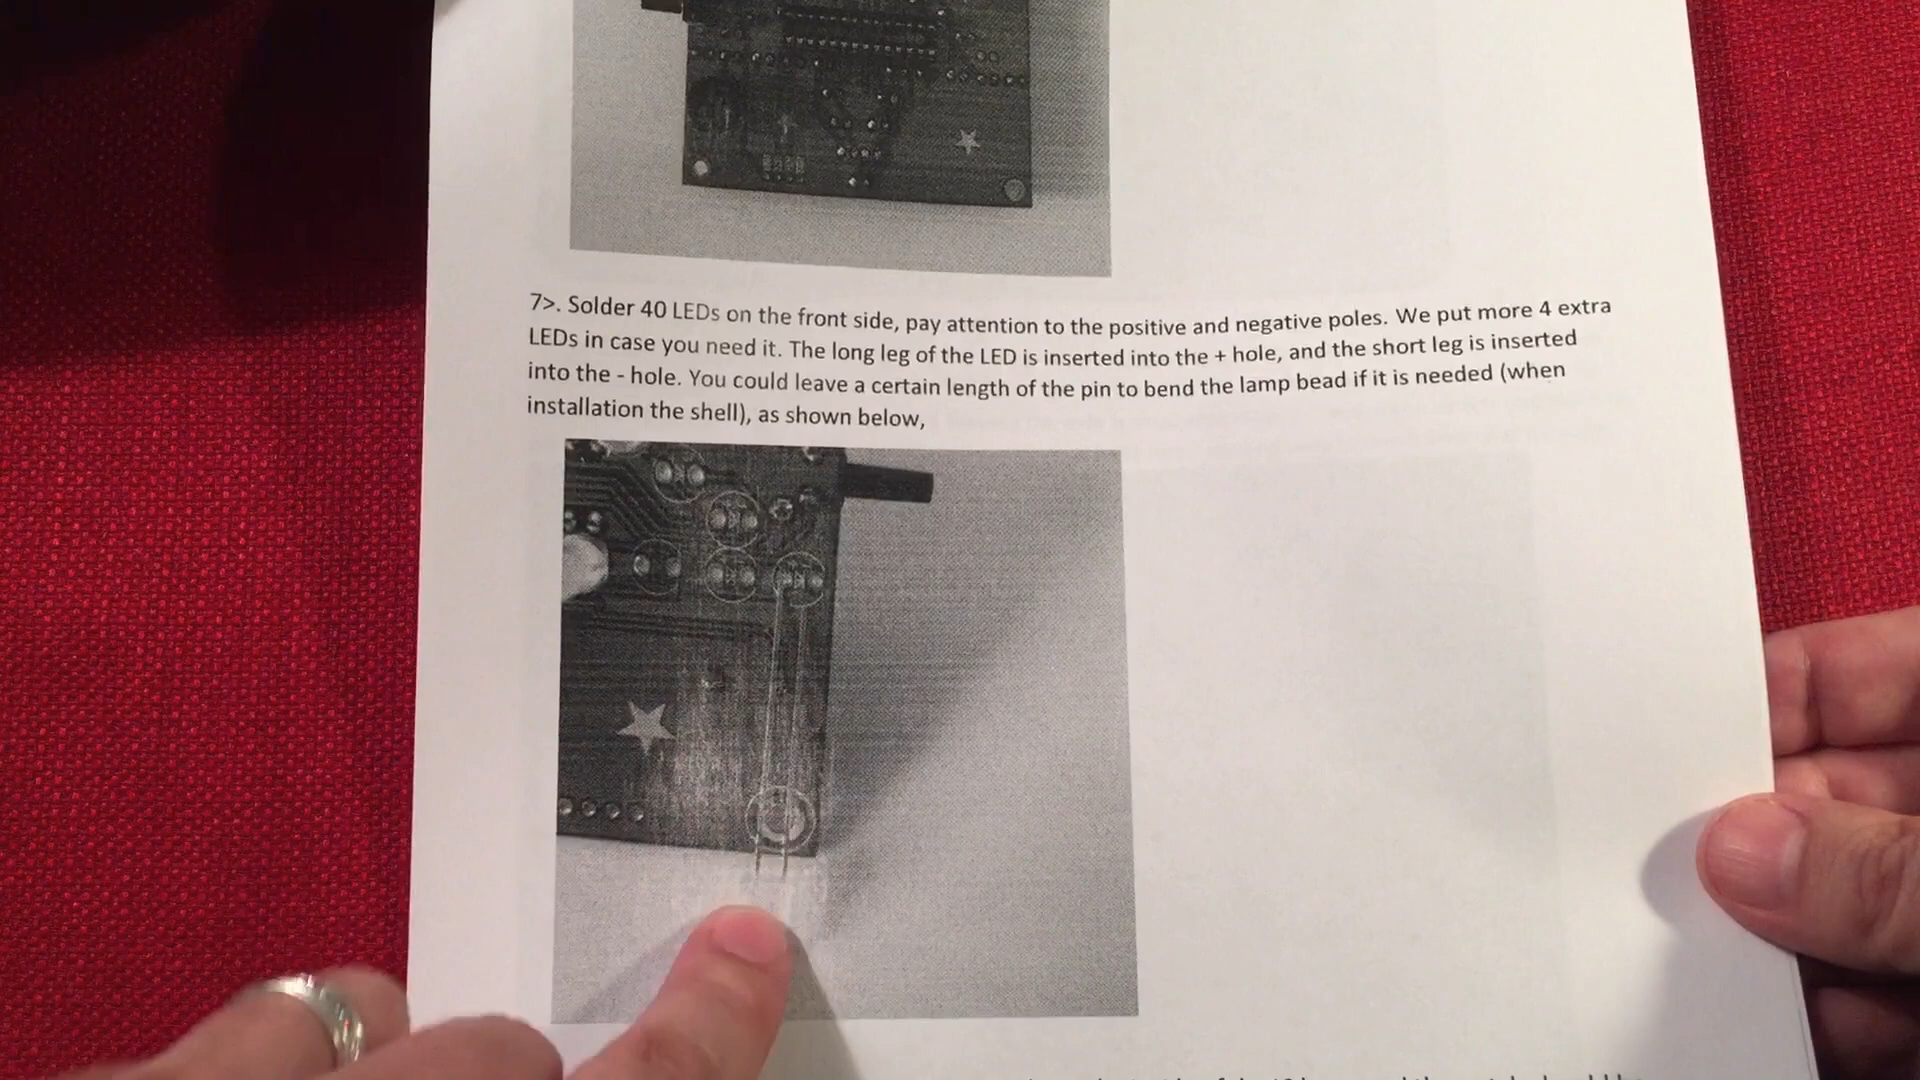 7>. Solder 40 LEDs on the front side, pay attention to the positive and negative poles. We put more 4 extra
LEDs in case you need it. The long leg of the LED is inserted into the + hole, and the short leg is inserted
into the - hole. You could leave a certain length of the pin to bend the lamp bead if it is needed (when
installation the shell), as shown below,